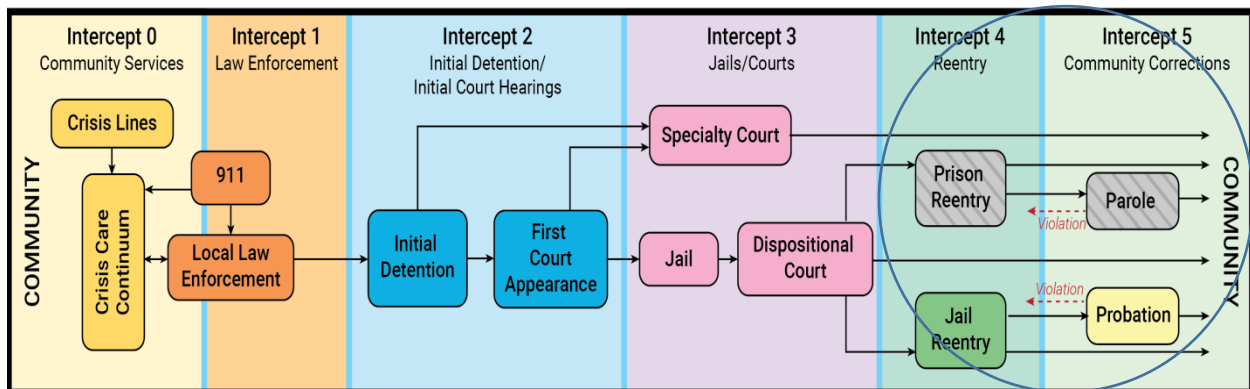 Intercept 0
Community Services
Intercept 1
Law Enforcement
Intercept 2
Initial Detention/
Initial Court Hearings
Intercept 3
Jails/Courts
Intercept 4
Reentry
Intercept 5
Community Corrections
COMMUNITY
Crisis Lines
Crisis Care
Continuum
911
Local Law
Enforcement
Initial
Detention
First
Court
Appearance
Specialty Court
Jail
Dispositional
Court
Prison
Reentry
Parole
Violation
Jail
Reentry
Violation
Probation
COMMUNITY